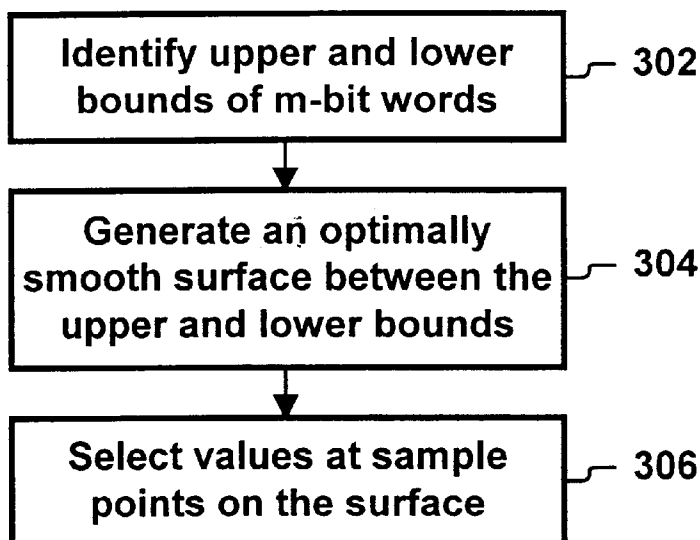 Identify upper and lower
bounds of m-bit words
302
Generate an optimally
smooth surface between the
upper and lower bounds
304
Select values at sample
points on the surface
306